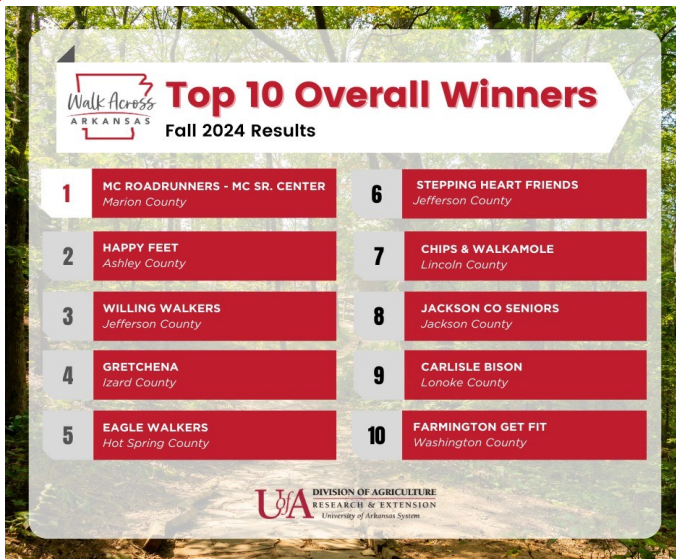 Walk Across
ARKANSAS
Top 10 Overall Winners
Fall 2024 Results
1
MC ROADRUNNERS - MC SR. CENTER
Marion County
2
HAPPY FEET
Ashley County
3
WILLING WALKERS
Jefferson County
4
GRETCHENA
Izard County
5
EAGLE WALKERS
Hot Spring County
6
STEPPING HEART FRIENDS
Jefferson County
7
CHIPS & WALKAMOLE
Lincoln County
8
JACKSON CO SENIORS
Jackson County
9
CARLISLE BISON
Lonoke County
10
FARMINGTON GET FIT
Washington County
UofA
DIVISION OF AGRICULTURE
RESEARCH & EXTENSION
University of Arkansas System